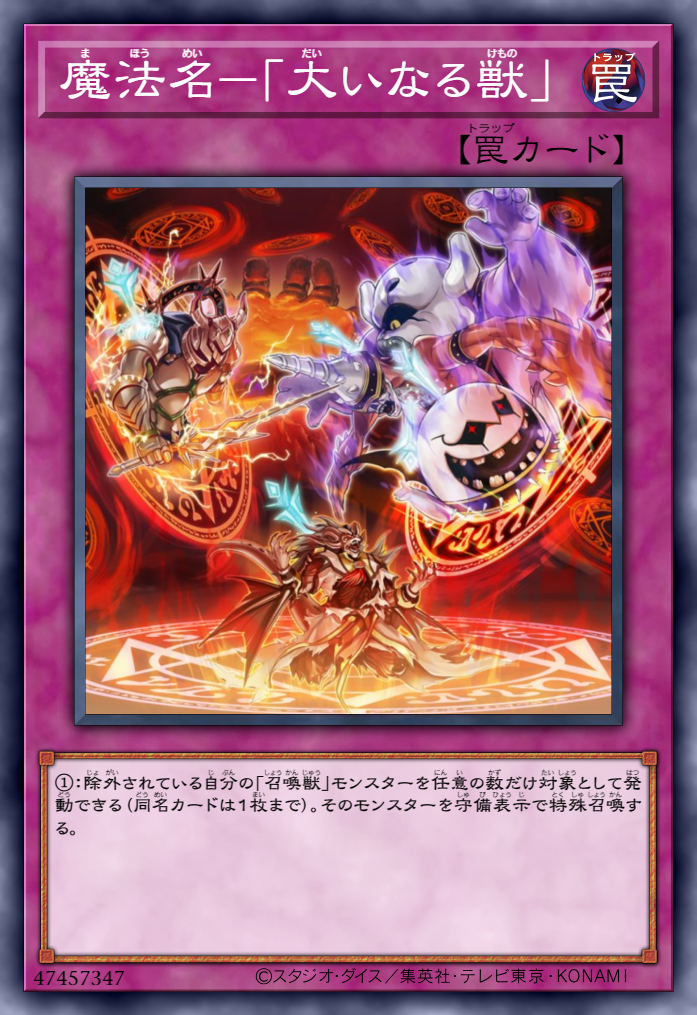 魔法名－「大いなる獣」 罠
【罠カード】
①：除外されている自分の「召喚獣」モンスターを任意の数だけ対象として発
動できる（同名カードは1枚まで）。そのモンスターを守備表示で特殊召喚す
る。
47457347 ©スタジオ・ダイス／集英社・テレビ東京・KONAMI